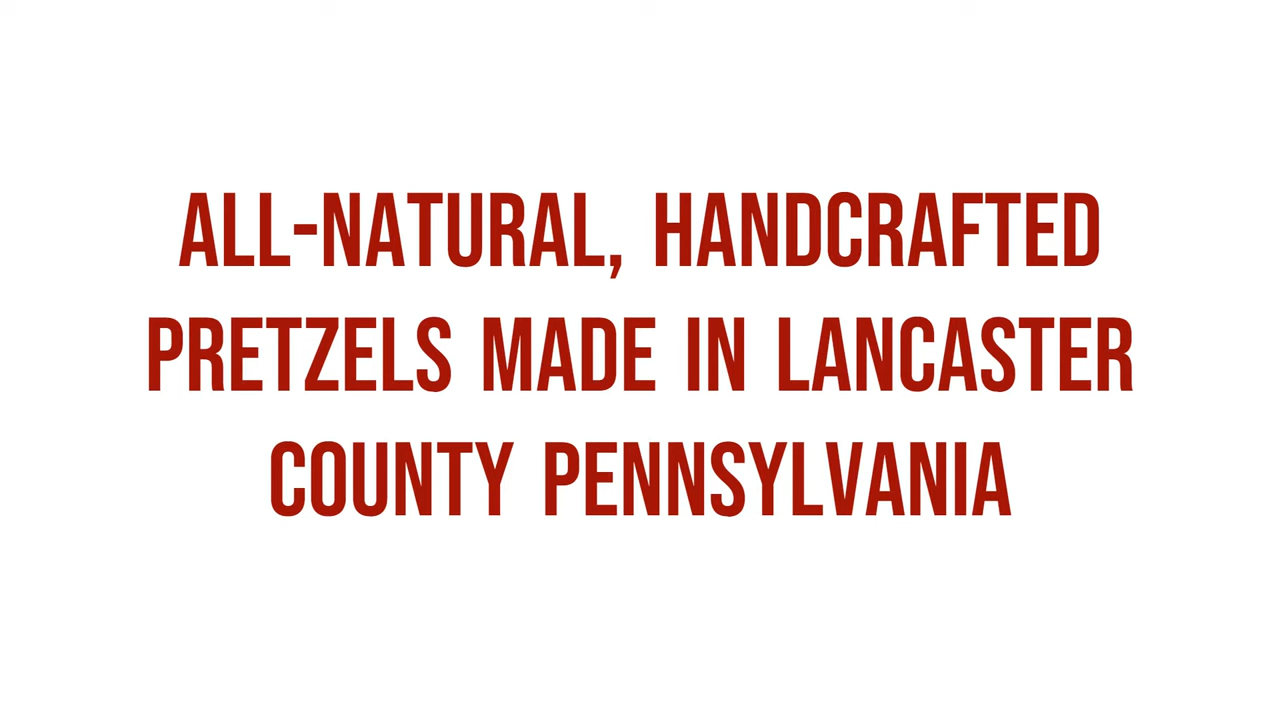 ALL-NATURAL, HANDCRAFTED
PRETZELS MADE IN LANCASTER
COUNTY PENNSYLVANIA